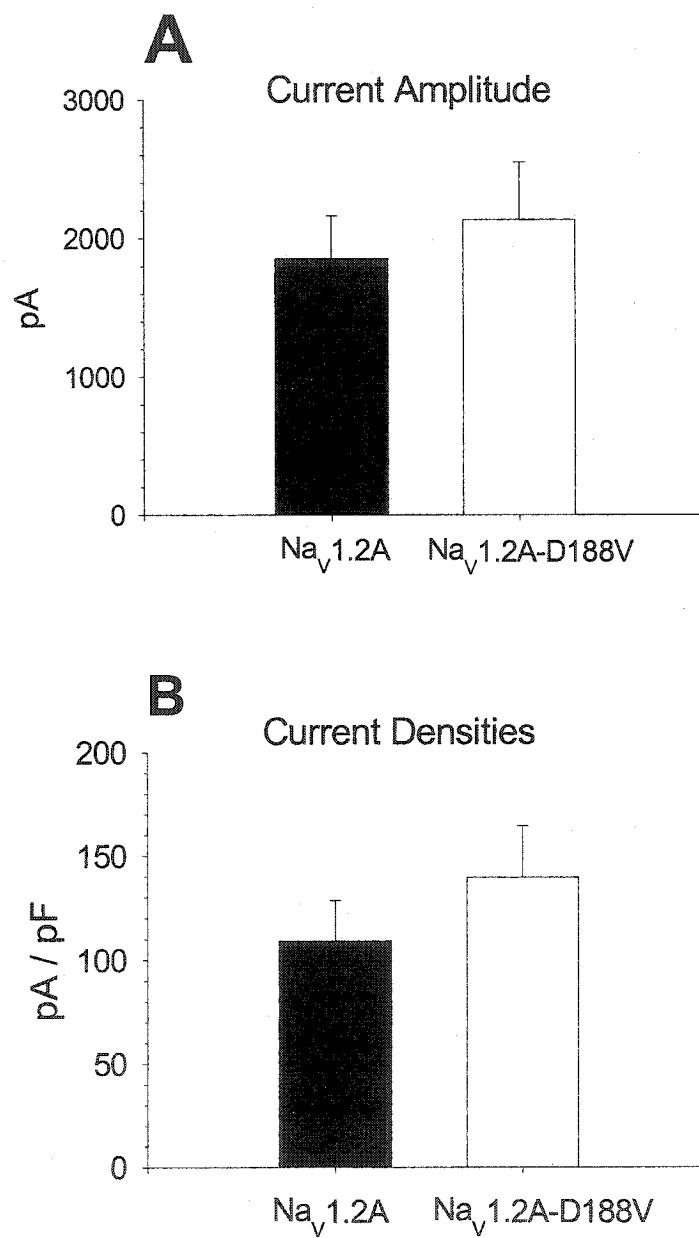 A
Current Amplitude
3000
2000
1000
0
pA
NaV1.2A NaV1.2A-D188V
B
Current Densities
200
150
100
50
0
pA / pF
NaV1.2A NaV1.2A-D188V